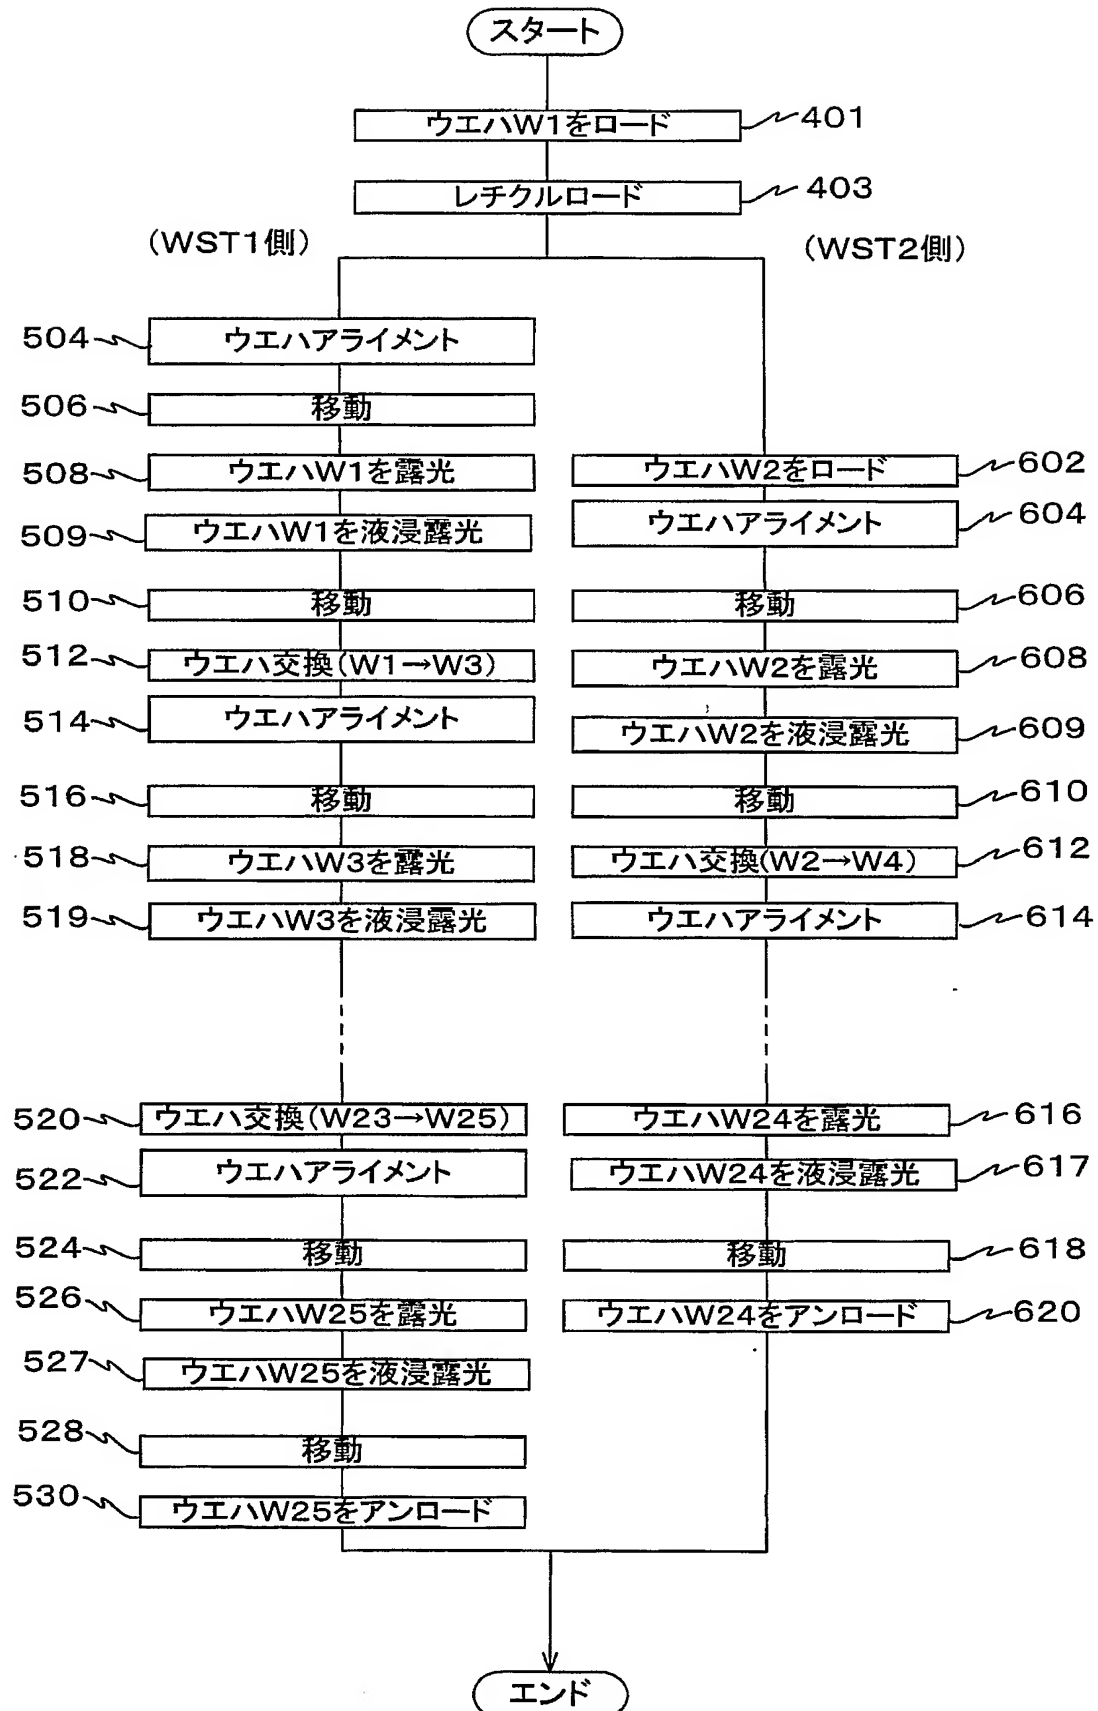 スタート
ウエハW1をロード
401
レチクルロード
403
(WST1側)
(WST2側)
504
ウエハアライメント
506
移動
508
ウエハW1を露光
ウエハW2をロード
602
509
ウエハW1を液浸露光
ウエハアライメント
604
510
移動
移動
606
512
ウエハ交換(W1→W3)
ウエハW2を露光
608
514
ウエハアライメント
ウエハW2を液浸露光
609
516
移動
移動
610
518
ウエハW3を露光
ウエハ交換(W2→W4)
612
519
ウエハW3を液浸露光
ウエハアライメント
614
520
ウエハ交換(W23→W25)
ウエハW24を露光
616
522
ウエハアライメント
ウエハW24を液浸露光
617
524
移動
移動
618
526
ウエハW25を露光
ウエハW24をアンロード
620
527
ウエハW25を液浸露光
528
移動
530
ウエハW25をアンロード
エンド